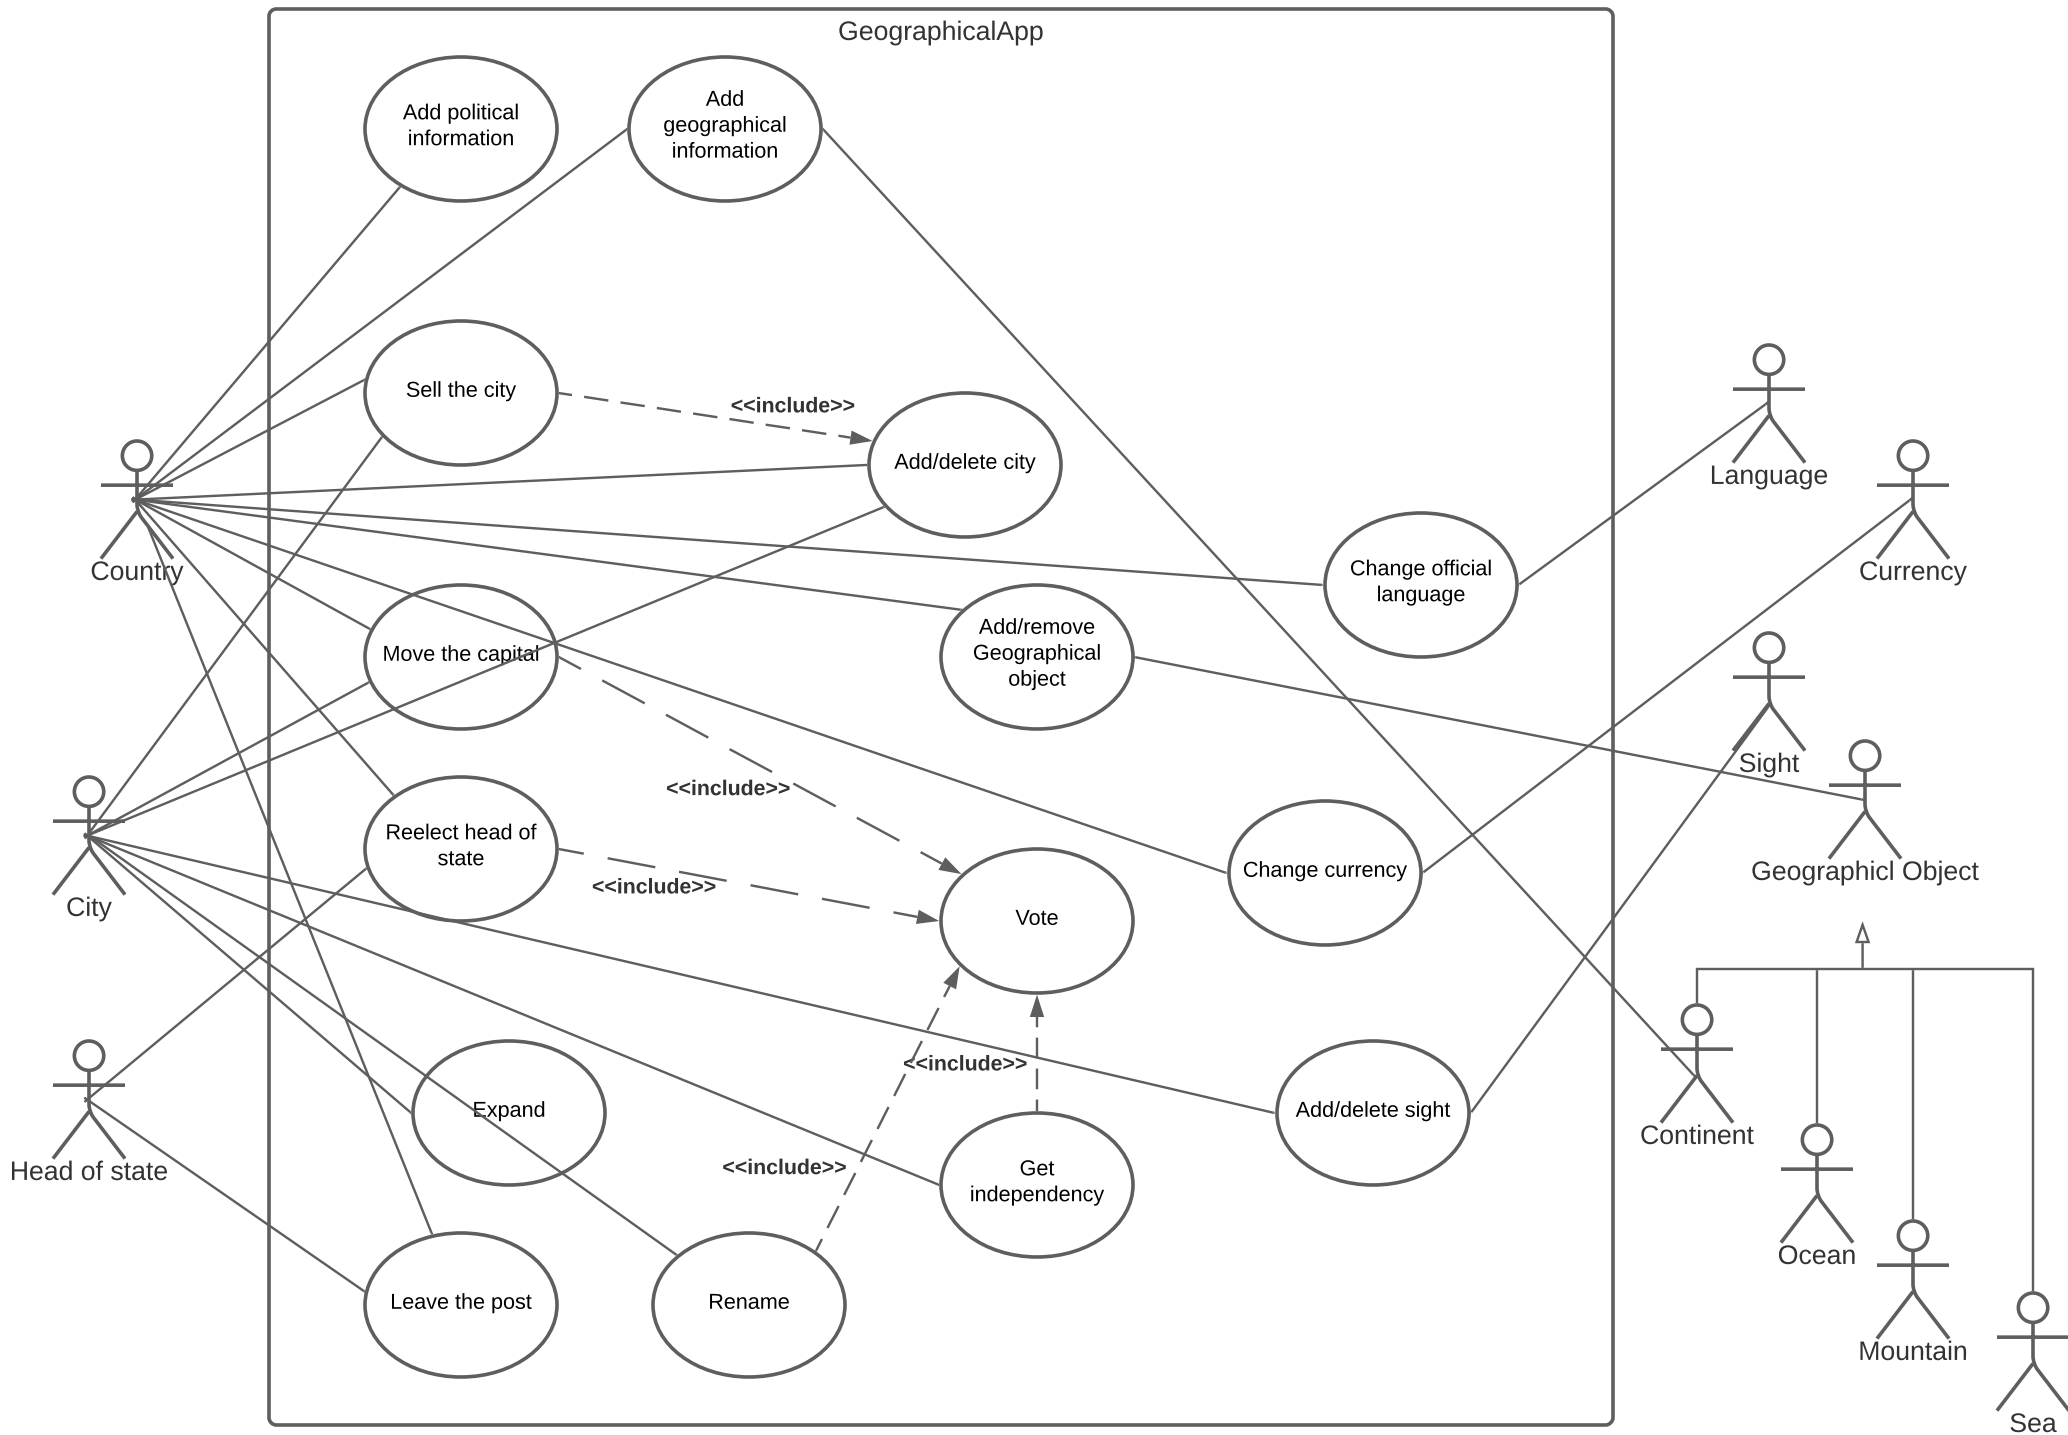 GeographicalApp
Add political
information
Add
geographical
information
Sell the city
<<include>>
Add/delete city
Language
Currency
Country
Change official
language
Move the capital
Add/remove
Geographical
object
Sight
<<include>>
Geographicl Object
City
Reelect head of
state
<<include>>
Vote
Change currency
Head of state
Expand
<<include>>
Add/delete sight
Continent
<<include>>
Get
independency
Ocean
Leave the post
Rename
Mountain
Sea